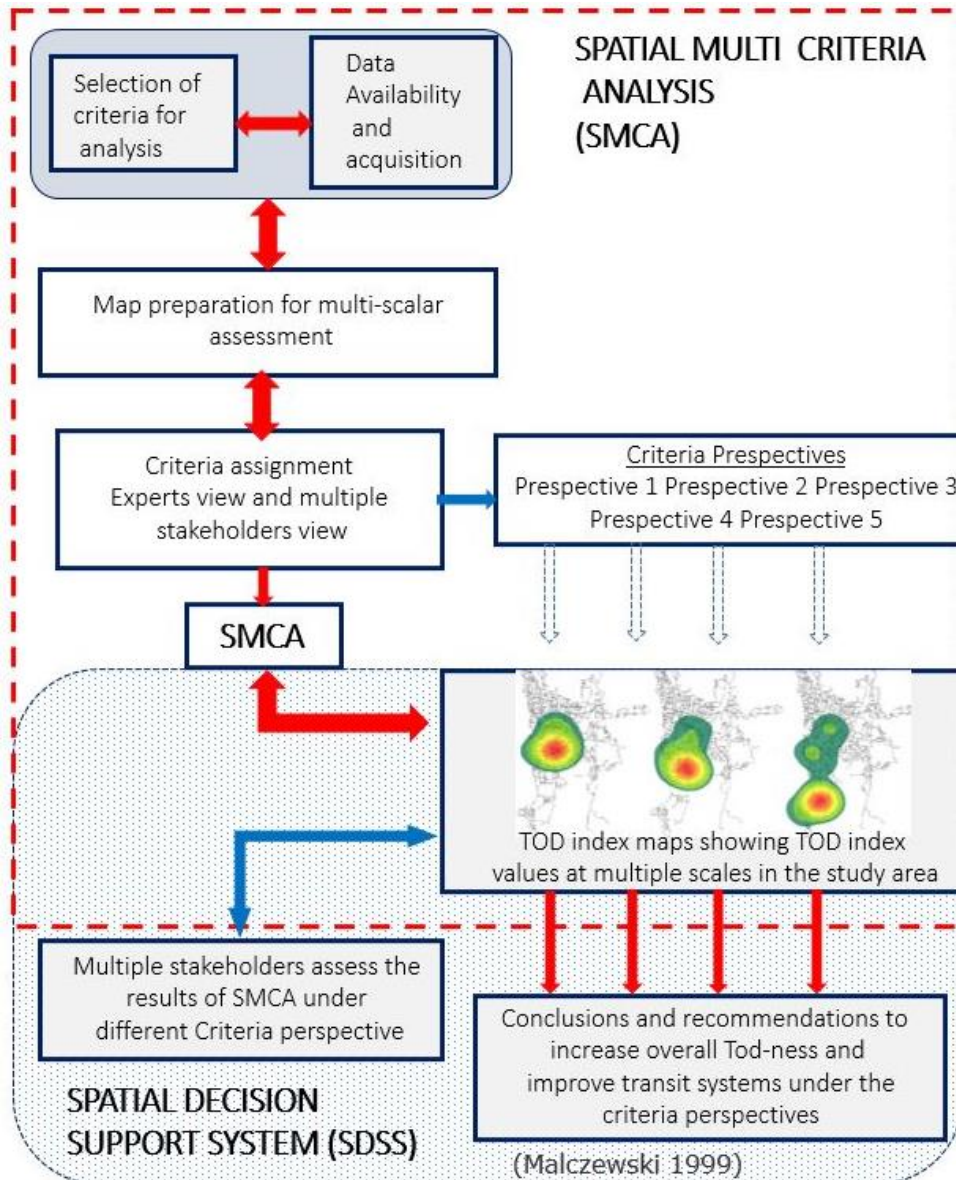 SPATIAL MULTI CRITERIA
ANALYSIS
(SMCA)
Selection of
criteria for
analysis
Data
Availability
and
acquisition
Map preparation for multi-scalar
assessment
Criteria assignment
Experts view and multiple
stakeholders view
Criteria Prespectives
Prespective 1 Prespective 2 Prespective 3
Prespective 4 Prespective 5
SMCA
TOD index maps showing TOD index
values at multiple scales in the study area
Multiple stakeholders assess the
results of SMCA under
different Criteria perspective
Conclusions and recommendations to
increase overall Tod-ness and
improve transit systems under the
criteria perspectives
SPATIAL DECISION
SUPPORT SYSTEM (SDSS)
(Malczewski 1999)